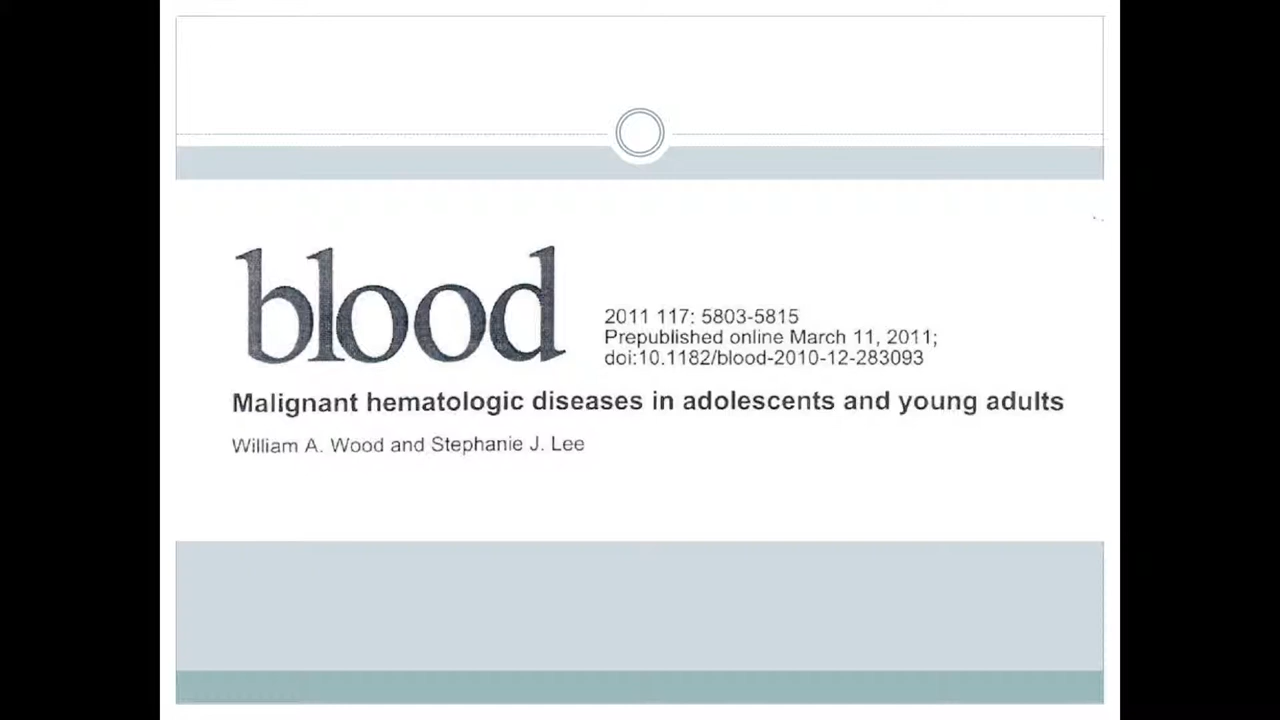 blood
2011 117: 5803-5815
Prepublished online March 11, 2011;
doi:10.1182/blood-2010-12-283093
Malignant hematologic diseases in adolescents and young adults
William A. Wood and Stephanie J. Lee